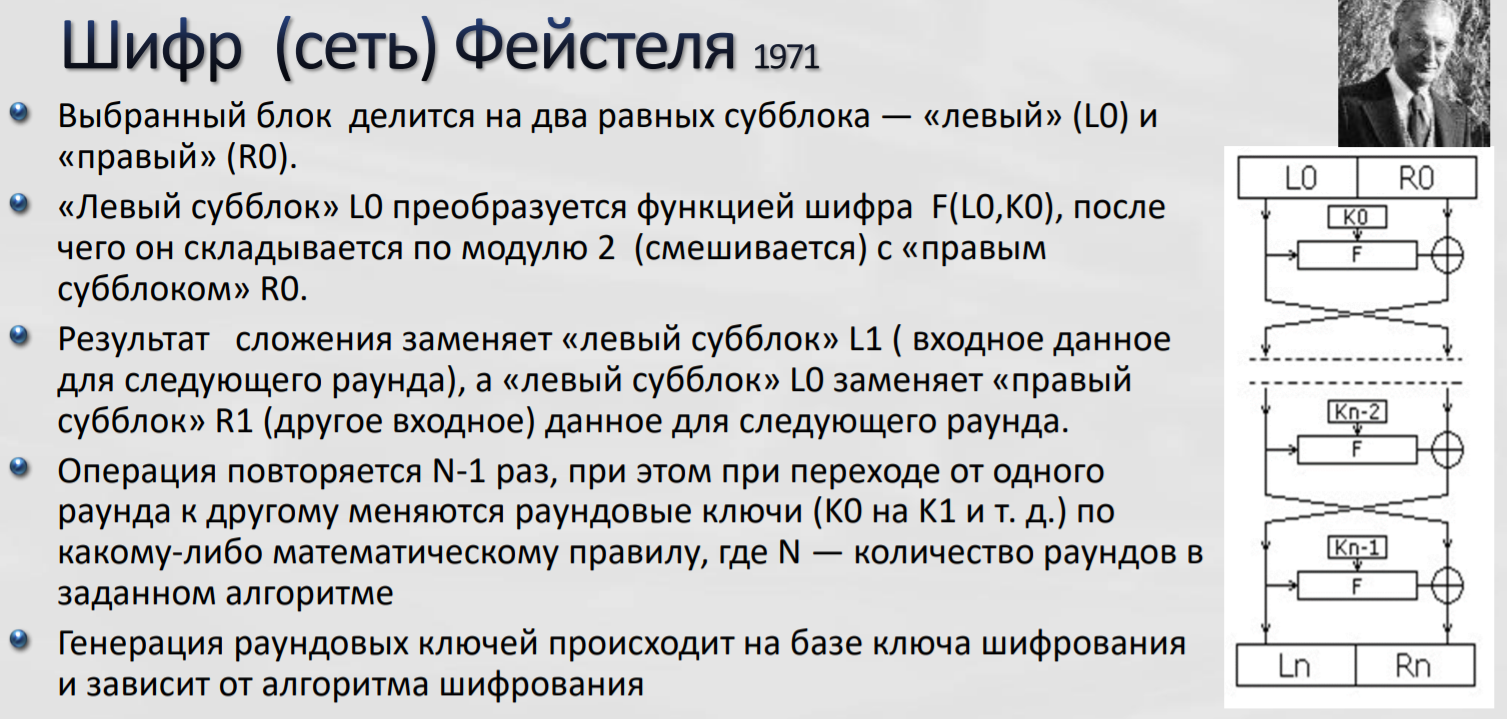 Шифр (сеть) Фейстеля 1971
Выбранный блок делится на два равных субблока — «левый» (L0) и
«правый» (R0).
«Левый субблок» L0 преобразуется функцией шифра F(L0,K0), после
чего он складывается по модулю 2 (смешивается) с «правым
субблоком» R0.
Результат сложения заменяет «левый субблок» L1 ( входное данное
для следующего раунда), а «левый субблок» L0 заменяет «правый
субблок» R1 (другое входное) данное для следующего раунда.
Операция повторяется N-1 раз, при этом при переходе от одного
раунда к другому меняются раундовые ключи (K0 на K1 и т. д.) по
какому-либо математическому правилу, где N — количество раундов в
заданном алгоритме
Генерация раундовых ключей происходит на базе ключа шифрования
и зависит от алгоритма шифрования
L0 R0
K0
F
Kn-2
F
Kn-1
F
Ln Rn